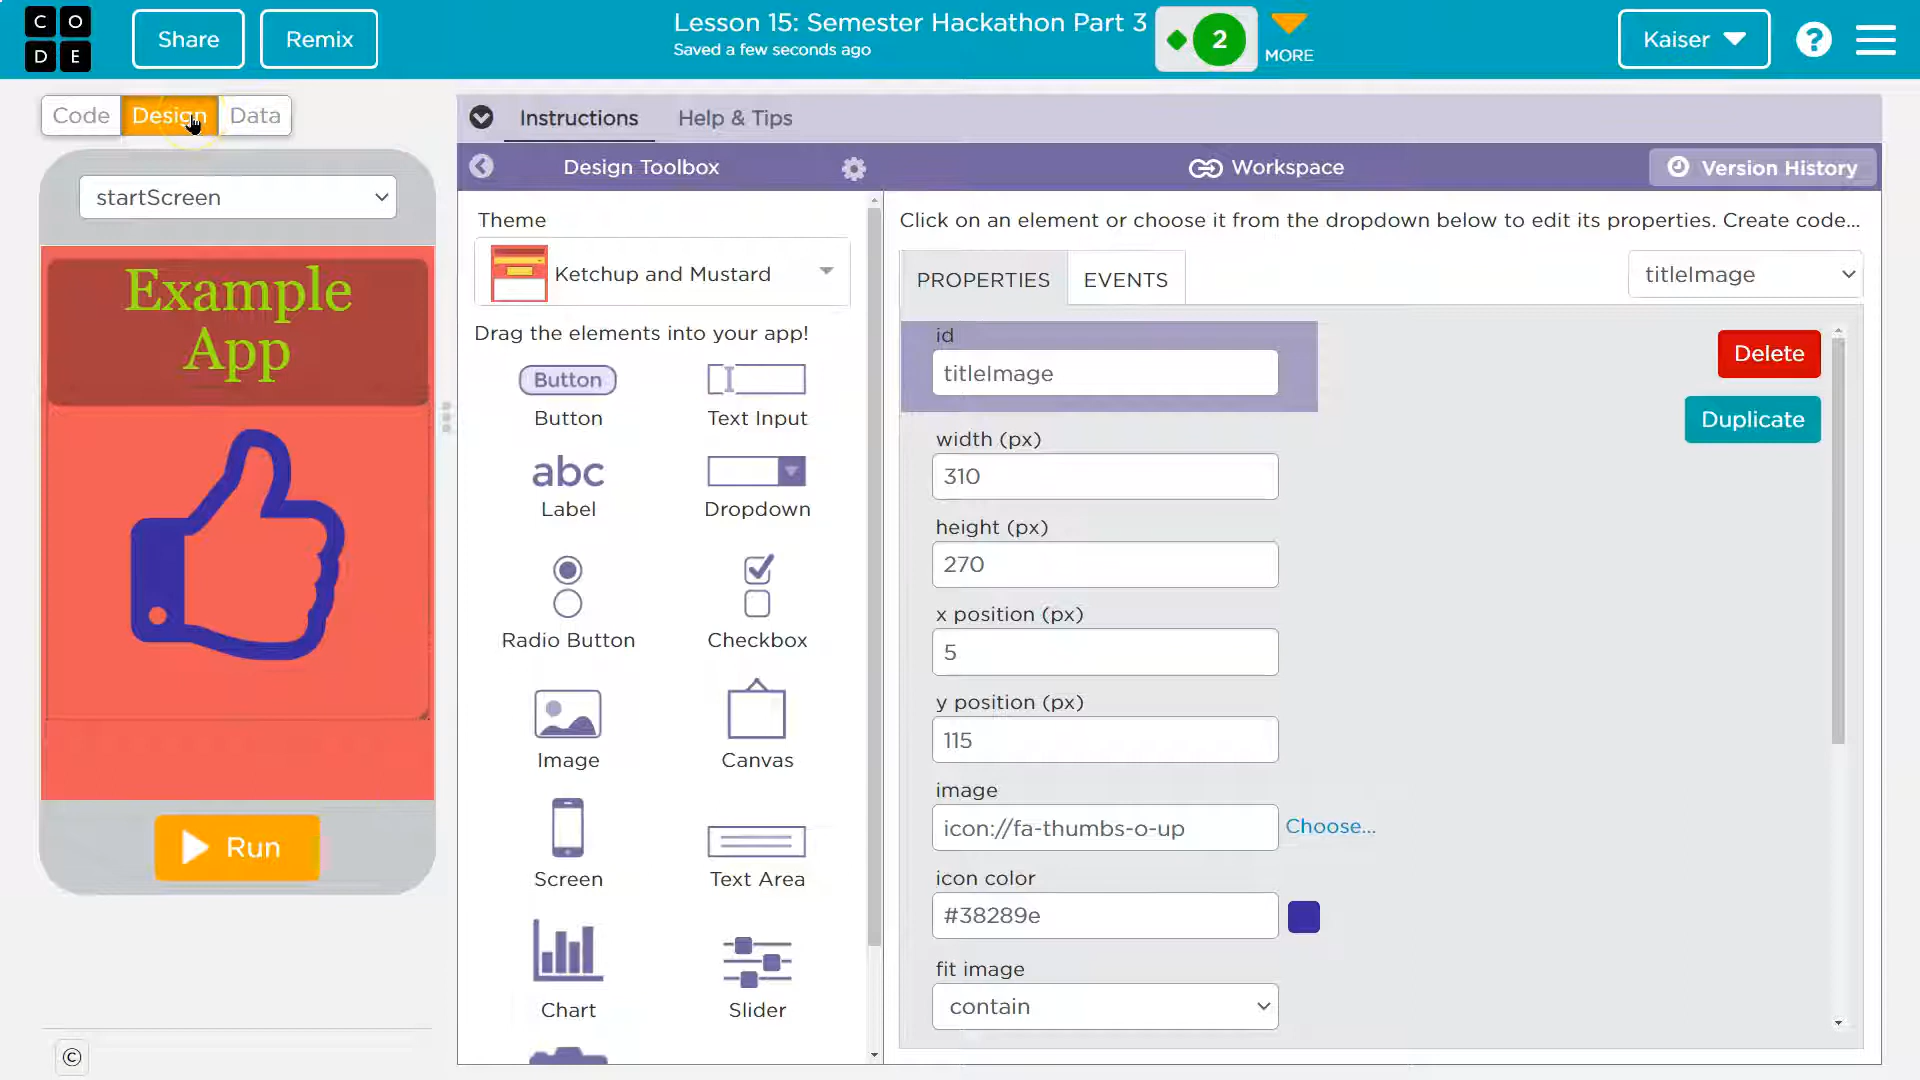 CO
DE
Share
Remix
Lesson 15: Semester Hackathon Part 3
Saved a few seconds ago
2
MORE
Kaiser
?
Code
Design
Data
Instructions
Help & Tips
Design Toolbox
Workspace
Version History
startScreen
Example
App
Run
©
Theme
Ketchup and Mustard
Drag the elements into your app!
Button
Button
Text Input
abc
Label
Dropdown
Radio Button
Checkbox
Image
Canvas
Screen
Text Area
Chart
Slider
Click on an element or choose it from the dropdown below to edit its properties. Create code...
PROPERTIES
EVENTS
titleImage
id
titleImage
Delete
Duplicate
width (px)
310
height (px)
270
x position (px)
5
y position (px)
115
image
icon://fa-thumbs-o-up
Choose...
icon color
#38289e
fit image
contain